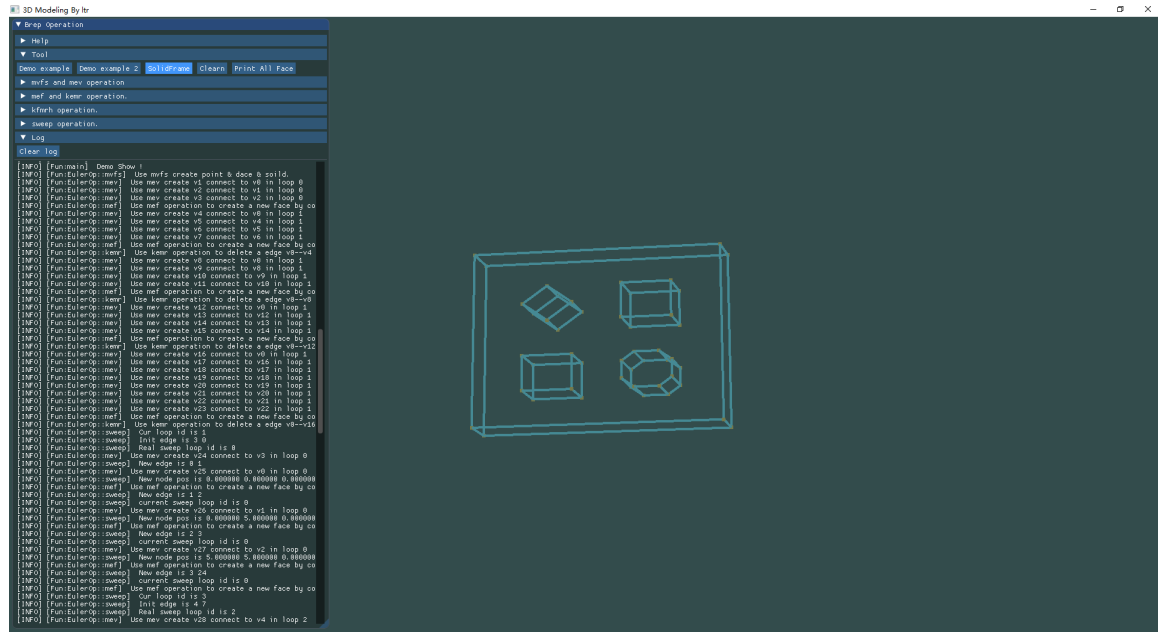 3D Modeling By ltr
Brep Operation
Help
Tool
Demo example Demo example 2 SolidFrame Clearn Print All Face
mvfs and mev operation
mef and kemr operation.
kfmrh operation.
sweep operation.
Log
Clear log
[INFO] [Fun:main] Demo Show !
[INFO] [Fun:EulerOp::mvfs] Use mvfs create point & dace & soild.
[INFO] [Fun:EulerOp::mev] Use mev create v1 connect to v0 in loop 0
[INFO] [Fun:EulerOp::mev] Use mev create v2 connect to v1 in loop 0
[INFO] [Fun:EulerOp::mev] Use mev create v3 connect to v2 in loop 0
[INFO] [Fun:EulerOp::mef] Use mef operation to create a new face by co
[INFO] [Fun:EulerOp::mev] Use mev create v4 connect to v0 in loop 1
[INFO] [Fun:EulerOp::mev] Use mev create v5 connect to v4 in loop 1
[INFO] [Fun:EulerOp::mev] Use mev create v6 connect to v5 in loop 1
[INFO] [Fun:EulerOp::mev] Use mev create v7 connect to v6 in loop 1
[INFO] [Fun:EulerOp::mef] Use mef operation to create a new face by co
[INFO] [Fun:EulerOp::kemr] Use kemr operation to delete a edge v0--v4
[INFO] [Fun:EulerOp::mev] Use mev create v8 connect to v0 in loop 1
[INFO] [Fun:EulerOp::mev] Use mev create v9 connect to v8 in loop 1
[INFO] [Fun:EulerOp::mev] Use mev create v10 connect to v9 in loop 1
[INFO] [Fun:EulerOp::mev] Use mev create v11 connect to v10 in loop 1
[INFO] [Fun:EulerOp::mef] Use mef operation to create a new face by co
[INFO] [Fun:EulerOp::kemr] Use kemr operation to delete a edge v0--v8
[INFO] [Fun:EulerOp::mev] Use mev create v12 connect to v0 in loop 1
[INFO] [Fun:EulerOp::mev] Use mev create v13 connect to v12 in loop 1
[INFO] [Fun:EulerOp::mev] Use mev create v14 connect to v13 in loop 1
[INFO] [Fun:EulerOp::mev] Use mev create v15 connect to v14 in loop 1
[INFO] [Fun:EulerOp::mef] Use mef operation to create a new face by co
[INFO] [Fun:EulerOp::kemr] Use kemr operation to delete a edge v0--v12
[INFO] [Fun:EulerOp::mev] Use mev create v16 connect to v0 in loop 1
[INFO] [Fun:EulerOp::mev] Use mev create v17 connect to v16 in loop 1
[INFO] [Fun:EulerOp::mev] Use mev create v18 connect to v17 in loop 1
[INFO] [Fun:EulerOp::mev] Use mev create v19 connect to v18 in loop 1
[INFO] [Fun:EulerOp::mev] Use mev create v20 connect to v19 in loop 1
[INFO] [Fun:EulerOp::mev] Use mev create v21 connect to v20 in loop 1
[INFO] [Fun:EulerOp::mev] Use mev create v22 connect to v21 in loop 1
[INFO] [Fun:EulerOp::mev] Use mev create v23 connect to v22 in loop 1
[INFO] [Fun:EulerOp::mef] Use mef operation to create a new face by co
[INFO] [Fun:EulerOp::kemr] Use kemr operation to delete a edge v0--v16
[INFO] [Fun:EulerOp::sweep] Cur loop id is 1
[INFO] [Fun:EulerOp::sweep] Init edge is 3 0
[INFO] [Fun:EulerOp::sweep] Real sweep loop id is 0
[INFO] [Fun:EulerOp::mev] Use mev create v24 connect to v3 in loop 0
[INFO] [Fun:EulerOp::sweep] New edge is 0 1
[INFO] [Fun:EulerOp::mev] Use mev create v25 connect to v0 in loop 0
[INFO] [Fun:EulerOp::sweep] New node pos is 0.000000 0.000000 0.000000
[INFO] [Fun:EulerOp::mef] Use mef operation to create a new face by co
[INFO] [Fun:EulerOp::sweep] New edge is 1 2
[INFO] [Fun:EulerOp::sweep] current sweep loop id is 0
[INFO] [Fun:EulerOp::mev] Use mev create v26 connect to v1 in loop 0
[INFO] [Fun:EulerOp::sweep] New node pos is 0.000000 5.000000 0.000000
[INFO] [Fun:EulerOp::mef] Use mef operation to create a new face by co
[INFO] [Fun:EulerOp::sweep] New edge is 2 3
[INFO] [Fun:EulerOp::sweep] current sweep loop id is 0
[INFO] [Fun:EulerOp::mev] Use mev create v27 connect to v2 in loop 0
[INFO] [Fun:EulerOp::sweep] New node pos is 5.000000 5.000000 0.000000
[INFO] [Fun:EulerOp::mef] Use mef operation to create a new face by co
[INFO] [Fun:EulerOp::sweep] New edge is 3 24
[INFO] [Fun:EulerOp::sweep] current sweep loop id is 0
[INFO] [Fun:EulerOp::mef] Use mef operation to create a new face by co
[INFO] [Fun:EulerOp::sweep] Cur loop id is 3
[INFO] [Fun:EulerOp::sweep] Init edge is 4 7
[INFO] [Fun:EulerOp::sweep] Real sweep loop id is 2
[INFO] [Fun:EulerOp::mev] Use mev create v28 connect to v4 in loop 2